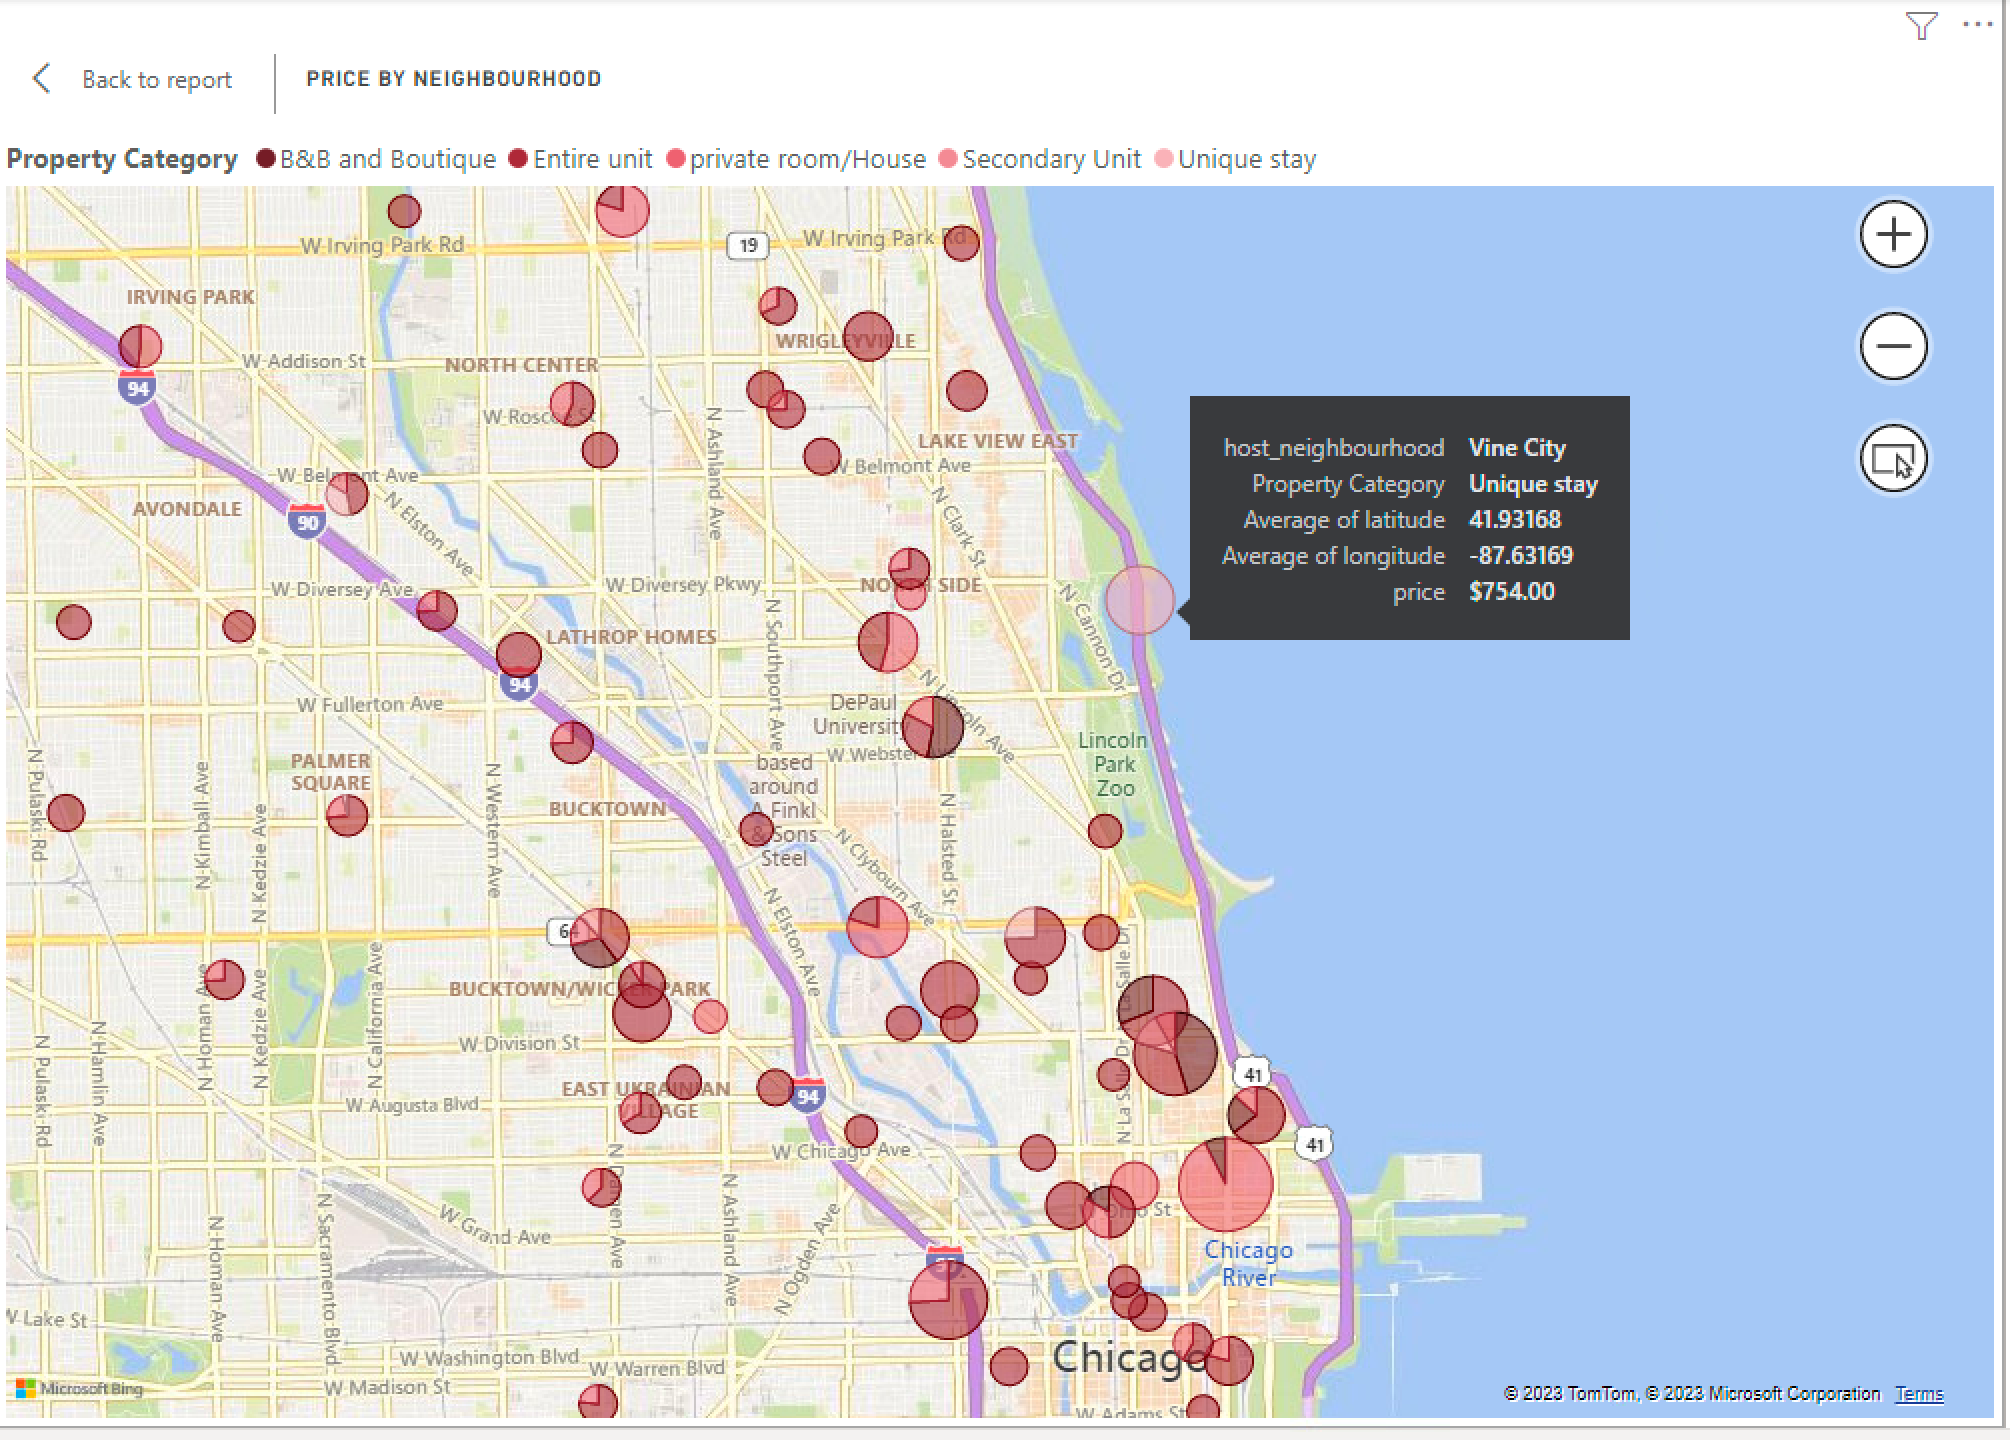 Back to report
PRICE BY NEIGHBOURHOOD
Property Category B&B and Boutique Entire unit private room/House Secondary Unit Unique stay
W Irving Park Rd
19
W Irving Park Rd
IRVING PARK
WRIGLEYVILLE
W Addison St
NORTH CENTER
94
W Roscoe St
N Ashland Ave
LAKE VIEW EAST
W Belmont Ave
W Belmont Ave
host_neighbourhood Vine City
Property Category Unique stay
Average of latitude 41.93168
Average of longitude -87.63169
price $754.00
AVONDALE
90
N Elston Ave
N Clark St
W Diversey Ave
W Diversey Pkwy
NORTH SIDE
N Cannon Dr
N Southport Ave
LATHROP HOMES
94
W Fullerton Ave
N Lincoln Ave
DePaul
University
W Webster
Lincoln
Park
Zoo
PALMER
SQUARE
based
around
A Finkl
& Sons
Steel
N Pulaski Rd
N Kimball Ave
N Kedzie Ave
N Western Ave
BUCKTOWN
N Clybourn Ave
N Halsted St
N Elston Ave
64
BUCKTOWN/WICKER PARK
N Homan Ave
N Kedzie Ave
N California Ave
N Pulaski Rd
N Hamlin Ave
W Division St
N La Salle Dr
La Salle Dr
41
EAST UKRAINIAN
VILLAGE
94
W Augusta Blvd
41
W Chicago Ave
N Damen Ave
N Ashland Ave
N Ogden Ave
W Grand Ave
N Sacramento Blvd
N Homan Ave
Ohio St
Chicago
River
W Lake St
W Washington Blvd
W Warren Blvd
Chicago
W Madison St
W Adams St
Microsoft Bing
© 2023 TomTom, © 2023 Microsoft Corporation Terms